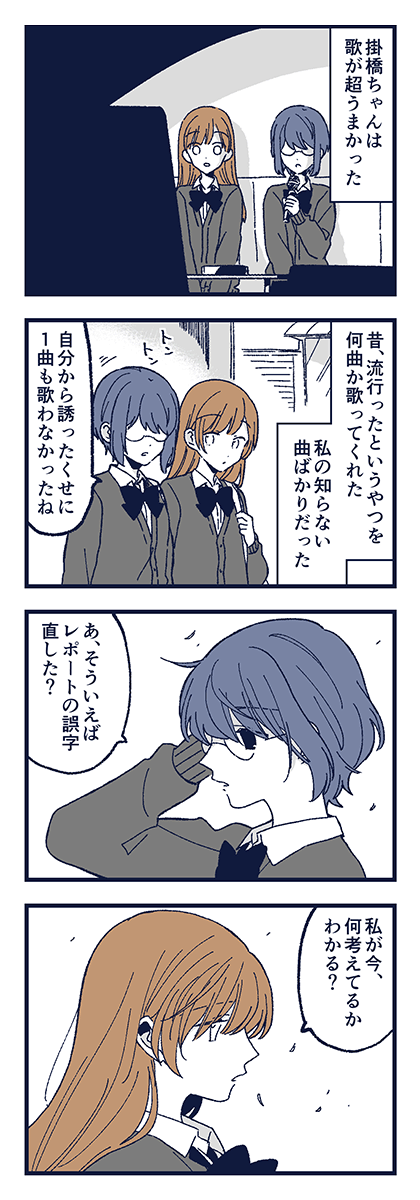 掛橋ちゃんは
歌が超うまかった
昔、流行ったというやつを
何曲か歌ってくれた
私の知らない
曲ばかりだった
トン
トン
自分から誘ったくせに
1曲も歌わなかったね
あ、そういえば
レポートの誤字
直した？
私が今、
何考えてるか
わかる？